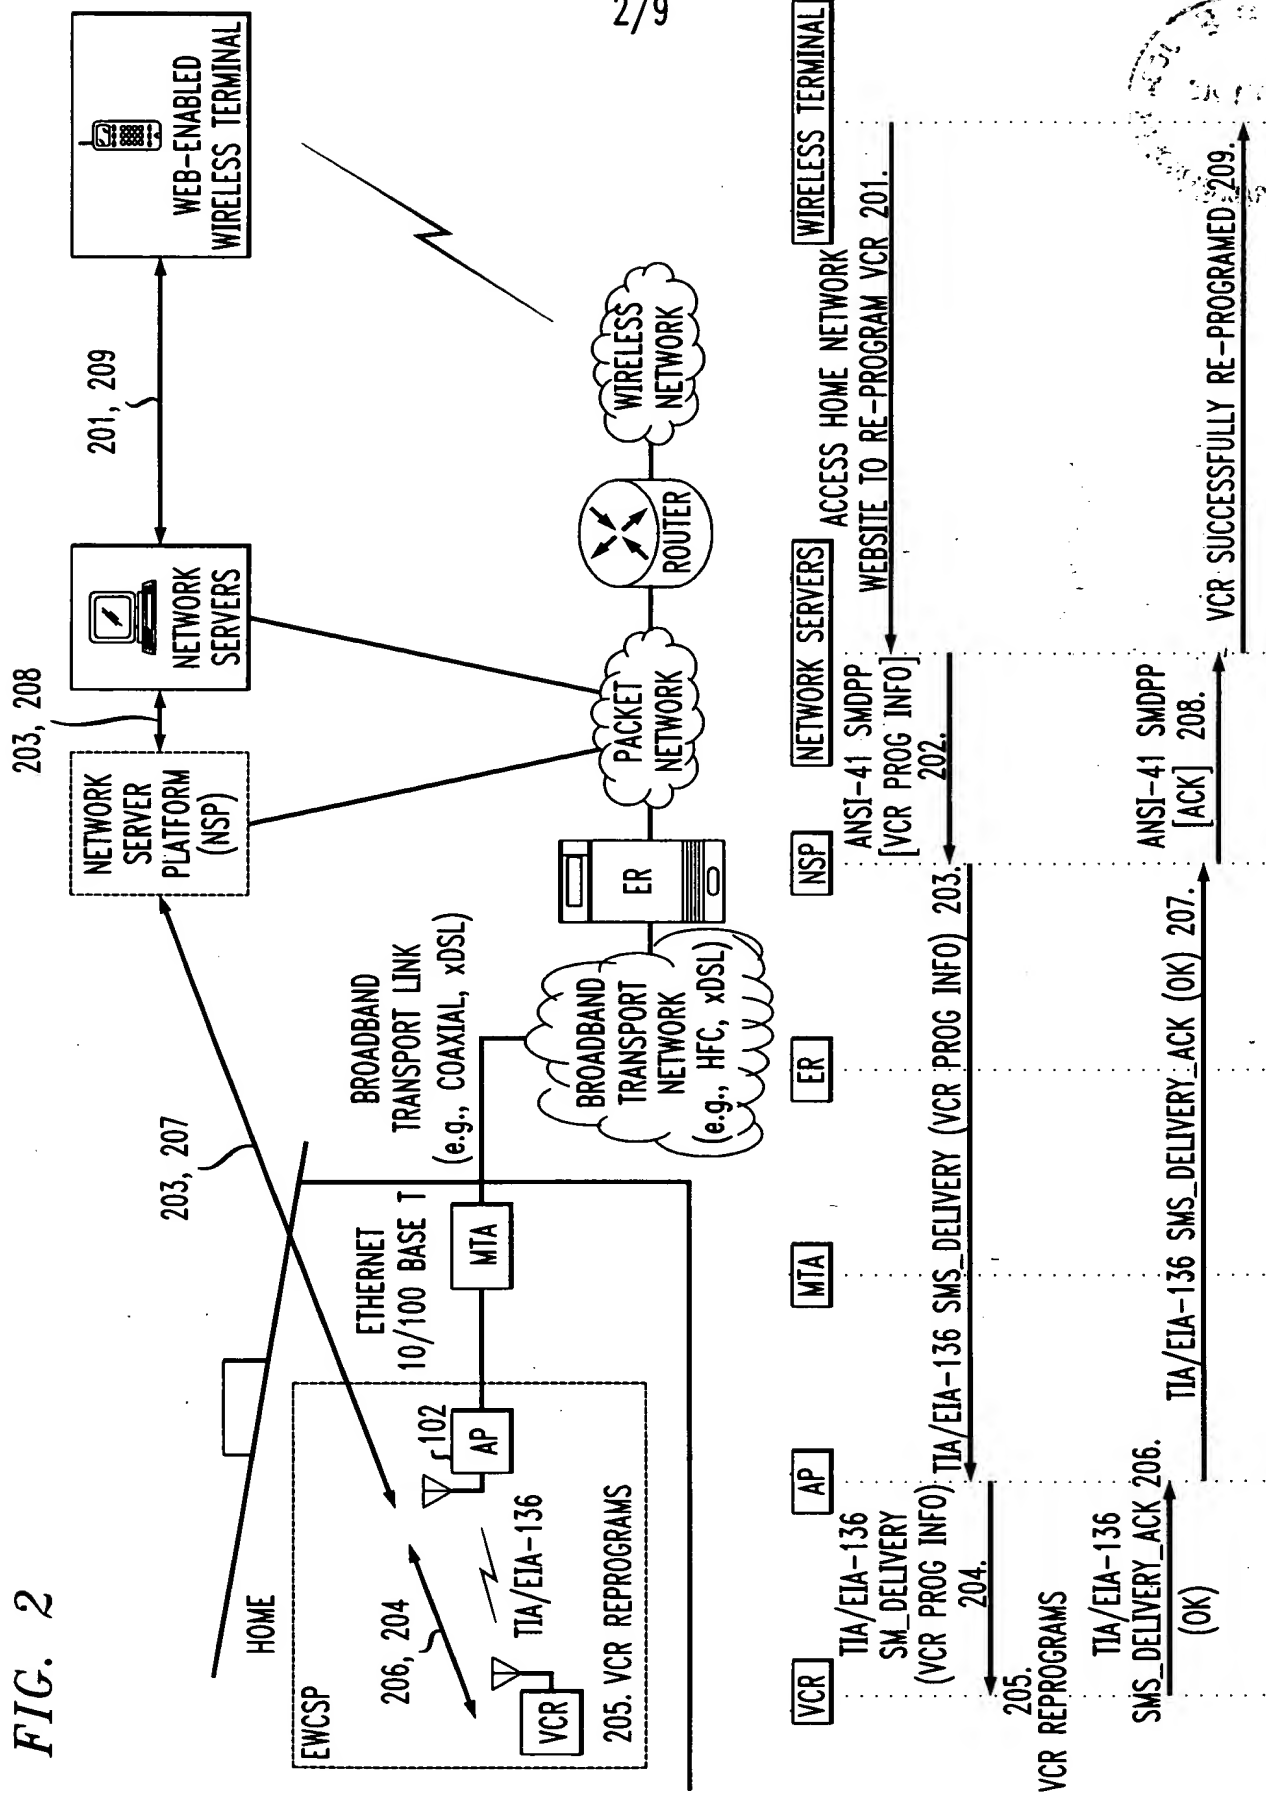 2/9
FIG. 2
HOME
EWCSP
206, 204
VCR
TIA/EIA-136
205. VCR REPROGRAMS
102
AP
ETHERNET
10/100 BASE T
MTA
203, 207
BROADBAND
TRANSPORT LINK
(e.g., COAXIAL, xDSL)
BROADBAND
TRANSPORT
NETWORK
(e.g., HFC, xDSL)
ER
NETWORK
SERVER
PLATFORM
(NSP)
203, 208
NETWORK
SERVERS
PACKET
NETWORK
ROUTER
WIRELESS
NETWORK
201, 209
WEB-ENABLED
WIRELESS TERMINAL
VCR
AP
MTA
ER
NSP
NETWORK SERVERS
WIRELESS TERMINAL
ACCESS HOME NETWORK
WEBSITE TO RE-PROGRAM VCR 201.
ANSI-41 SMDPP
[VCR PROG INFO]
202.
TIA/EIA-136 SMS_DELIVERY (VCR PROG INFO) 203.
TIA/EIA-136
SM_DELIVERY
(VCR PROG INFO)
204.
205.
VCR REPROGRAMS
TIA/EIA-136
SMS_DELIVERY_ACK 206.
(OK)
TIA/EIA-136 SMS_DELIVERY_ACK (OK) 207.
ANSI-41 SMDPP
[ACK] 208.
VCR SUCCESSFULLY RE-PROGRAMED 209.